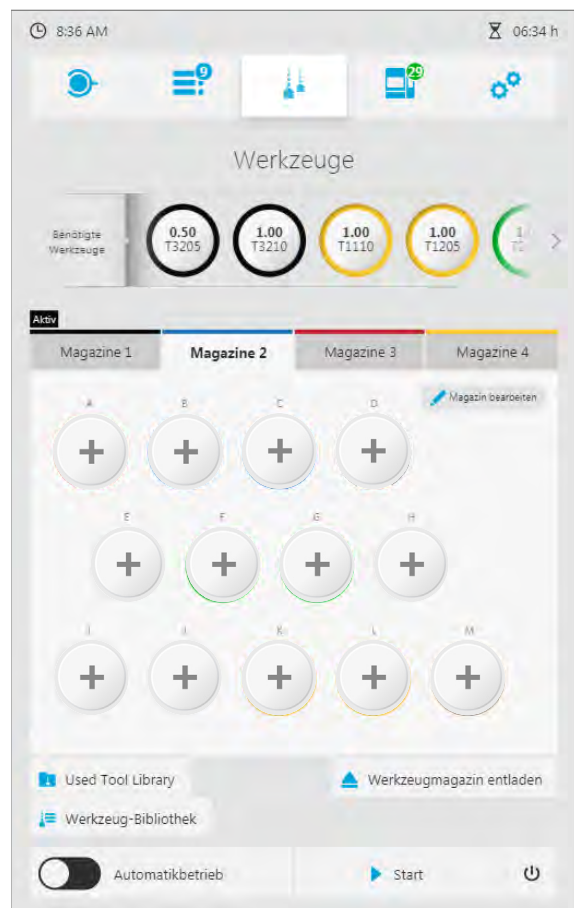 8:36 AM
06:34 h
9
29
Werkzeuge
Benötigte
Werkzeuge
0.50
T3205
1.00
T3210
1.00
T1110
1.00
T1205
Aktiv
Magazine 1
Magazine 2
Magazine 3
Magazine 4
Magazin bearbeiten
A
B
C
D
E
F
G
H
J
K
L
M
Used Tool Library
Werkzeugmagazin entladen
Werkzeug-Bibliothek
Automatikbetrieb
Start